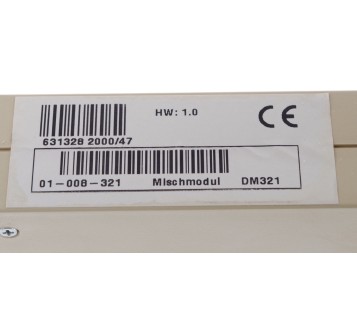 HW: 1.0
CE
631328 2000/47
01-008-321 Mischmodul DM321